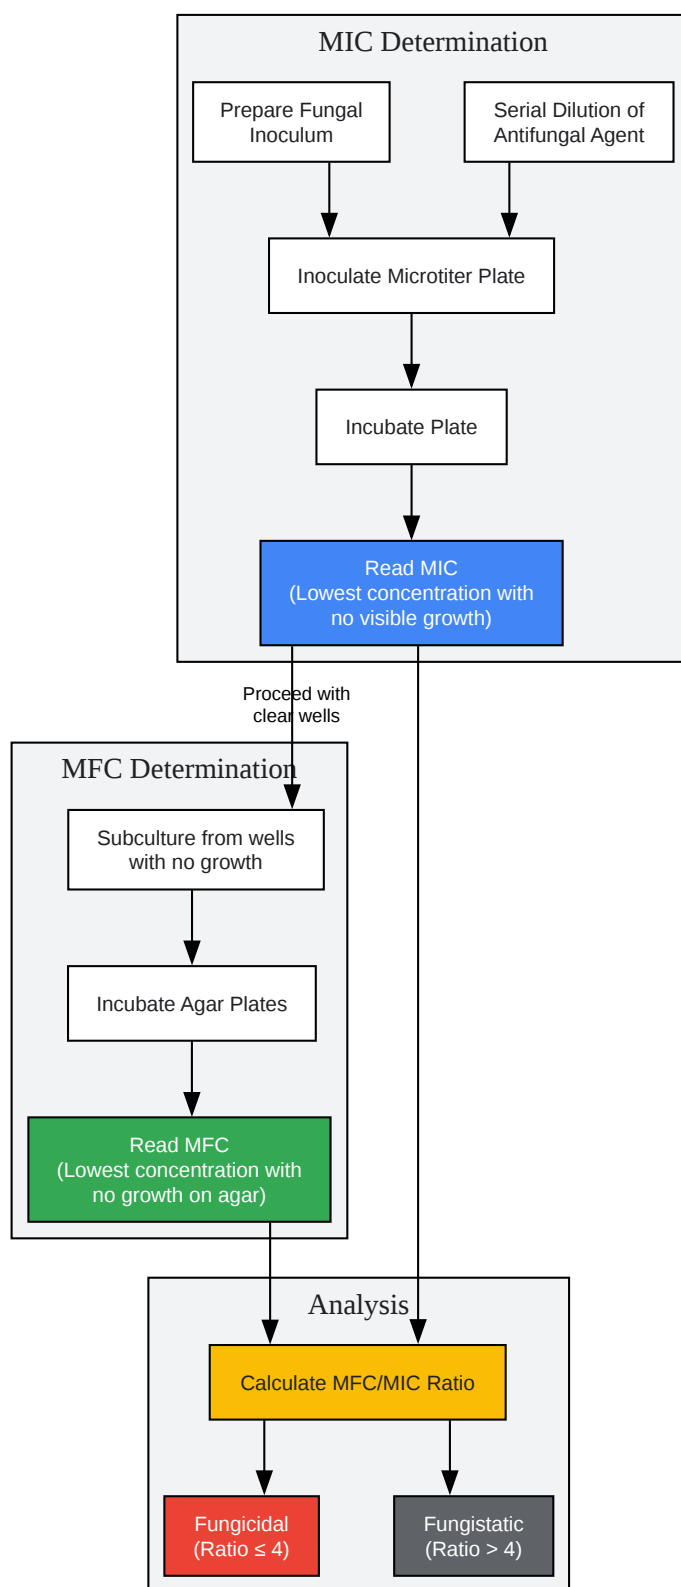 MIC Determination
Prepare Fungal
Inoculum
Serial Dilution of
Antifungal Agent
Inoculate Microtiter Plate
Incubate Plate
Read MIC
(Lowest concentration with
no visible growth)
Proceed with
clear wells
MFC Determination
Subculture from wells
with no growth
Incubate Agar Plates
Read MFC
(Lowest concentration with
no growth on agar)
Analysis
Calculate MFC/MIC Ratio
Fungicidal
(Ratio ≤ 4)
Fungistatic
(Ratio > 4)